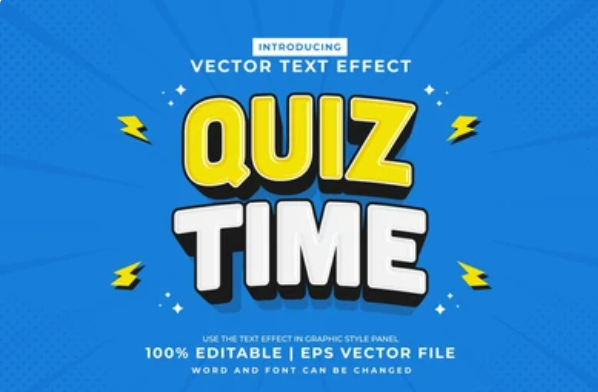 INTRODUCING
VECTOR TEXT EFFECT
QUIZ
TIME
USE THE TEXT EFFECT IN GRAPHIC STYLE PANEL
100% EDITABLE | EPS VECTOR FILE
WORD AND FONT CAN BE CHANGED